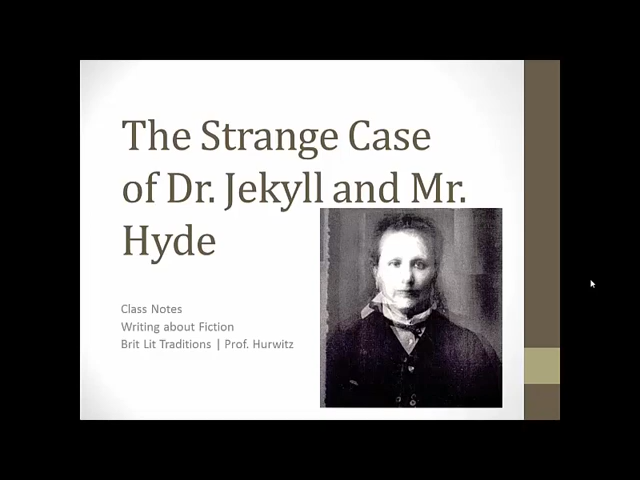 The Strange Case
of Dr. Jekyll and Mr.
Hyde
Class Notes
Writing about Fiction
Brit Lit Traditions | Prof. Hurwitz